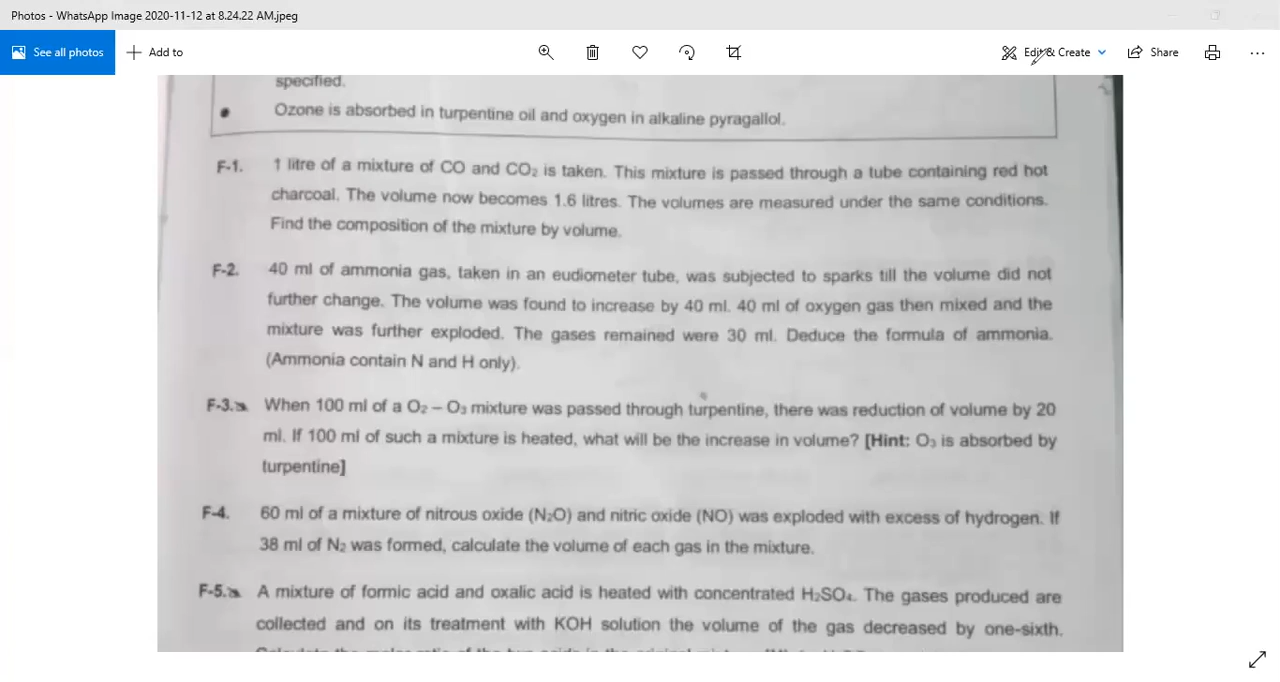 Photos - WhatsApp Image 2020-11-12 at 8.24.22 AM.jpeg
See all photos
Add to
Edit & Create
Share
specified.
• Ozone is absorbed in turpentine oil and oxygen in alkaline pyragallol.
F-1. 1 litre of a mixture of CO and CO₂ is taken. This mixture is passed through a tube containing red hot
charcoal. The volume now becomes 1.6 litres. The volumes are measured under the same conditions.
Find the composition of the mixture by volume.
F-2. 40 ml of ammonia gas, taken in an eudiometer tube, was subjected to sparks till the volume did not
further change. The volume was found to increase by 40 ml. 40 ml of oxygen gas then mixed and the
mixture was further exploded. The gases remained were 30 ml. Deduce the formula of ammonia.
(Ammonia contain N and H only).
F-3. When 100 ml of a O₂ – O₃ mixture was passed through turpentine, there was reduction of volume by 20
ml. If 100 ml of such a mixture is heated, what will be the increase in volume? [Hint: O₃ is absorbed by
turpentine]
F-4. 60 ml of a mixture of nitrous oxide (N₂O) and nitric oxide (NO) was exploded with excess of hydrogen. If
38 ml of N₂ was formed, calculate the volume of each gas in the mixture.
F-5. A mixture of formic acid and oxalic acid is heated with concentrated H₂SO₄. The gases produced are
collected and on its treatment with KOH solution the volume of the gas decreased by one-sixth.